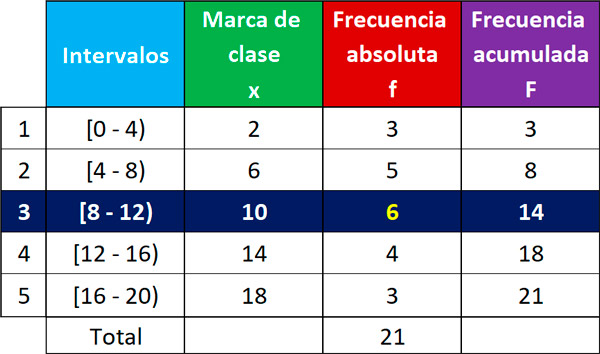 Intervalos Marca de clase x Frecuencia absoluta f Frecuencia acumulada F
1 [0 - 4) 2 3 3
2 [4 - 8) 6 5 8
3 [8 - 12) 10 6 14
4 [12 - 16) 14 4 18
5 [16 - 20) 18 3 21
Total 21